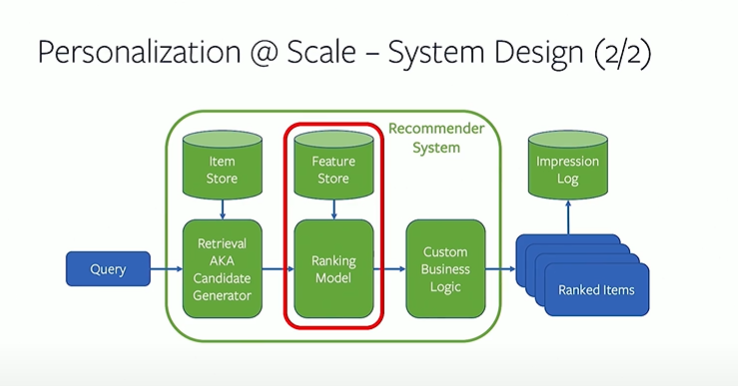 Personalization @ Scale – System Design (2/2)
Recommender
System
Item
Store
Feature
Store
Impression
Log
Query
Retrieval
AKA
Candidate
Generator
Ranking
Model
Custom
Business
Logic
Ranked Items